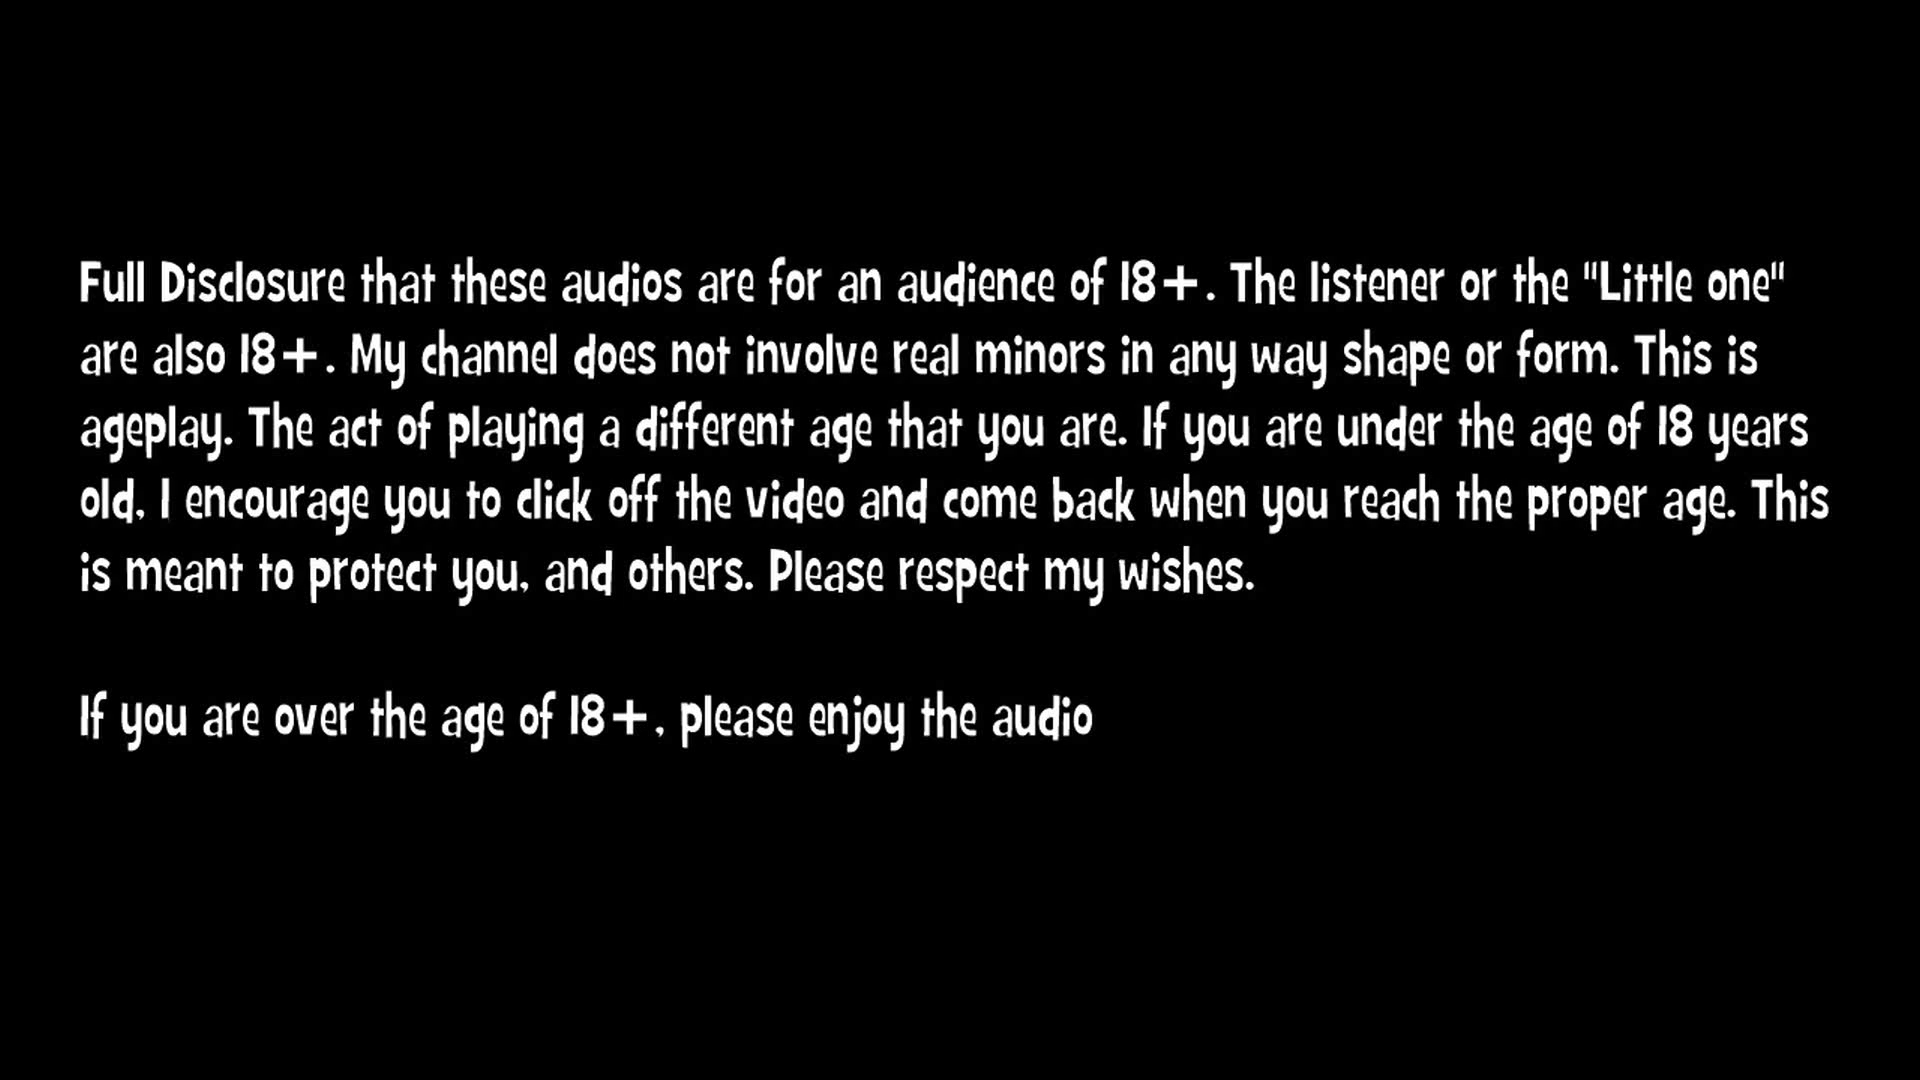 Full Disclosure that these audios are for an audience of 18+. The listener or the "Little one"
are also 18+. My channel does not involve real minors in any way shape or form. This is
ageplay. The act of playing a different age that you are. If you are under the age of 18 years
old, I encourage you to click off the video and come back when you reach the proper age. This
is meant to protect you, and others. Please respect my wishes.
If you are over the age of 18+, please enjoy the audio